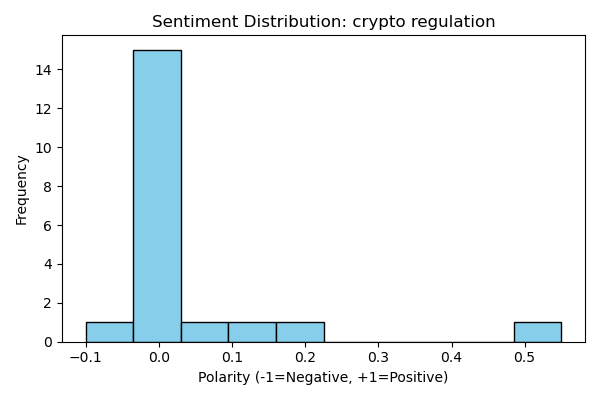 Sentiment Distribution: crypto regulation
14
12
10
8
6
4
2
0
Frequency
−0.1 0.0 0.1 0.2 0.3 0.4 0.5
Polarity (-1=Negative, +1=Positive)